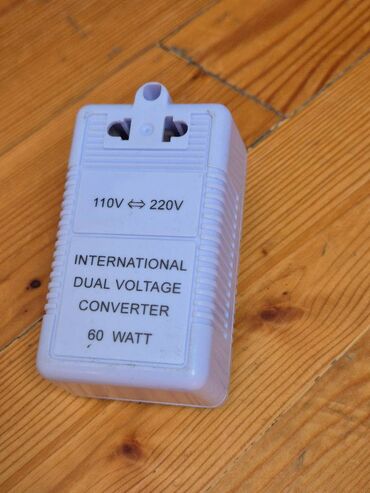 110V ⇔ 220V
INTERNATIONAL
DUAL VOLTAGE
CONVERTER
60 WATT